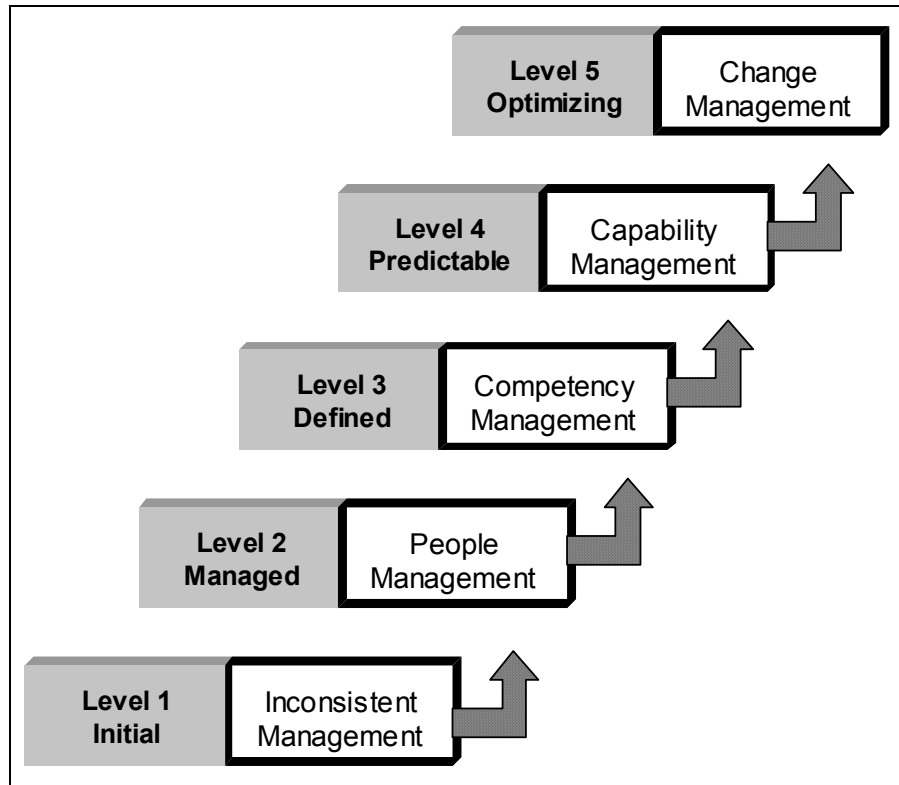 Level 5
Optimizing
Change
Management
Level 4
Predictable
Capability
Management
Level 3
Defined
Competency
Management
Level 2
Managed
People
Management
Level 1
Initial
Inconsistent
Management